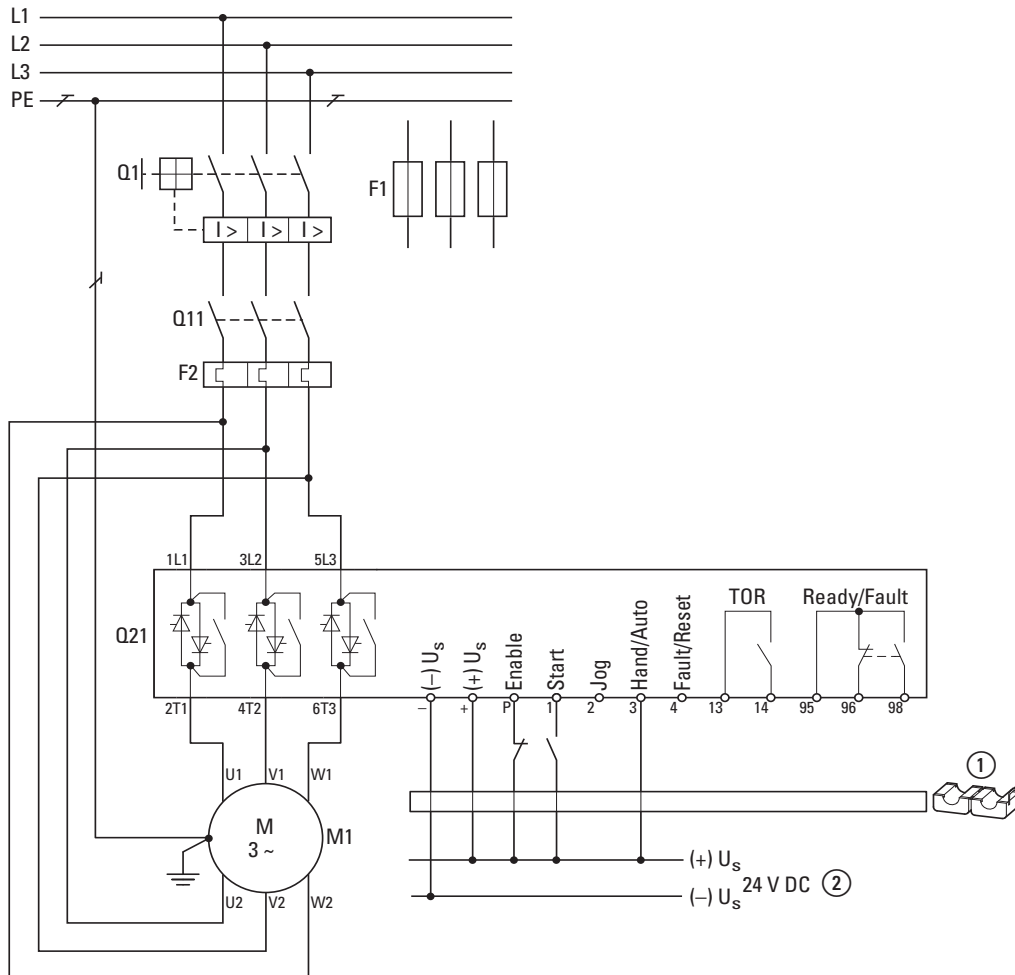 L1
L2
L3
PE
Q1
F1
I > I > I >
Q11
F2
1L1 3L2 5L3
Q21
TOR Ready/Fault
(−) Us
(+) Us
Enable
Start
Jog
Hand/Auto
Fault/Reset
2T1 4T2 6T3 − + P 1 2 3 4 13 14 95 96 98
U1 V1 W1
1
M
3 ~
M1
(+) Us
24 V DC 2
(−) Us
U2 V2 W2